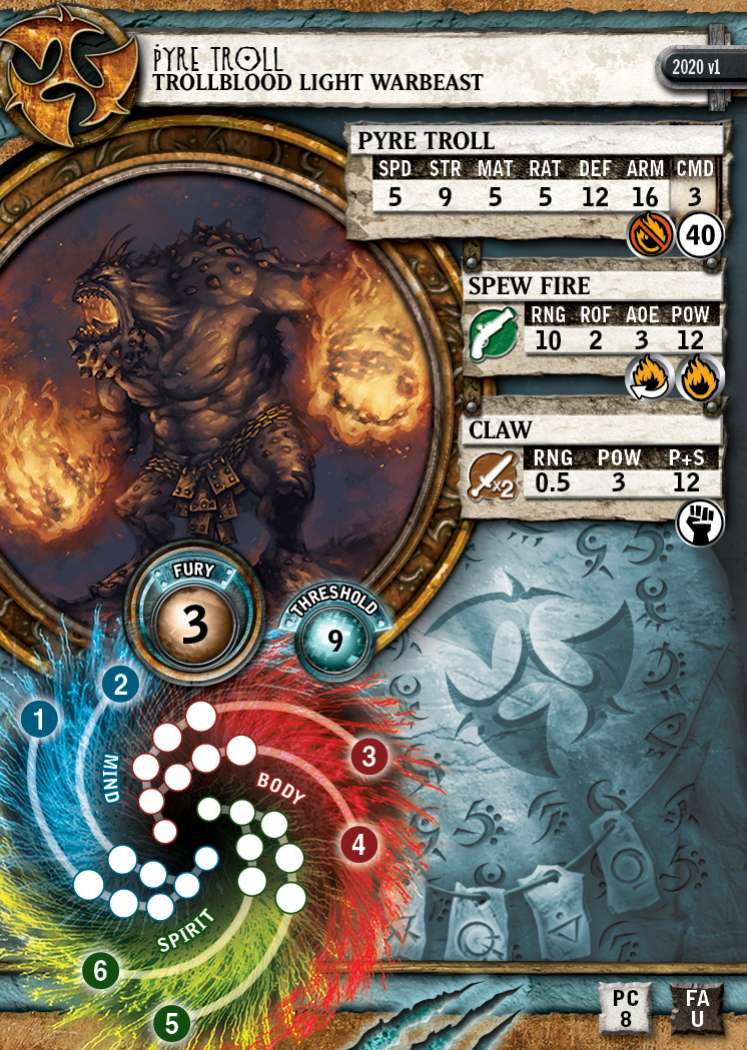 PYRE TROLL
TROLLBLOOD LIGHT WARBEAST
2020 v1
PYRE TROLL
SPD STR MAT RAT DEF ARM CMD
5 9 5 5 12 16 3
40
SPEW FIRE
RNG ROF AOE POW
10 2 3 12
CLAW
RNG POW P+S
x2 0.5 3 12
FURY
3
THRESHOLD
9
1
2
MIND
3
BODY
4
SPIRIT
6
5
PC
8
FA
U